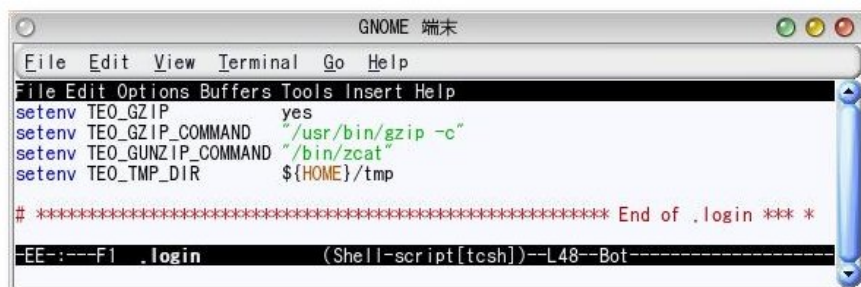 GNOME 端末
File Edit View Terminal Go Help
File Edit Options Buffers Tools Insert Help
setenv TEO_GZIP yes
setenv TEO_GZIP_COMMAND "/usr/bin/gzip -c"
setenv TEO_GUNZIP_COMMAND "/bin/zcat"
setenv TEO_TMP_DIR ${HOME}/tmp
# ******************************************************* End of .login *** *
-EE-:---F1 .login (Shell-script[tcsh])--L48--Bot--------------------